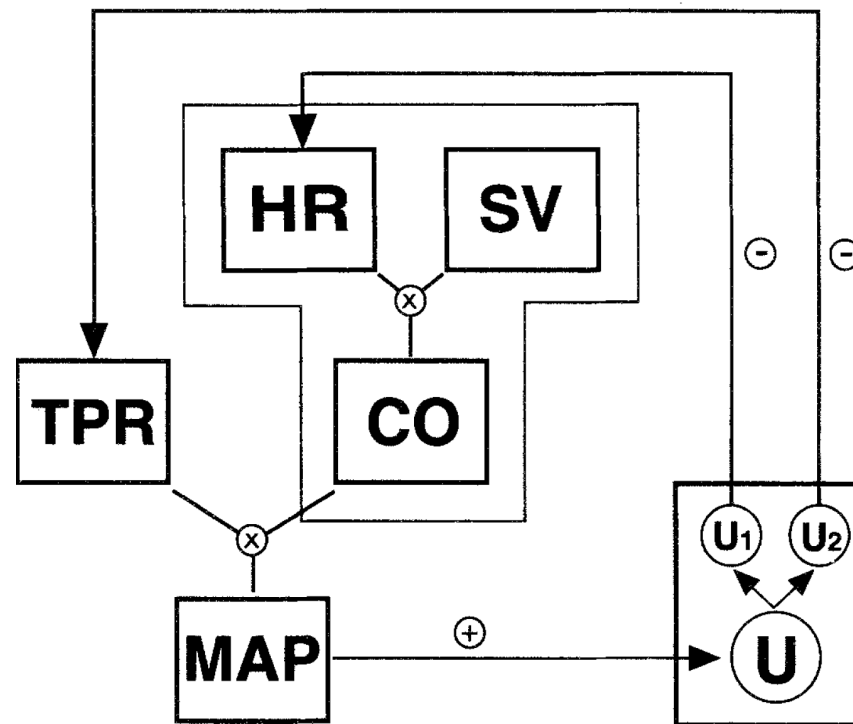 HR SV
x
⊖ ⊖
TPR CO
x
U1 U2
MAP ⊕ U